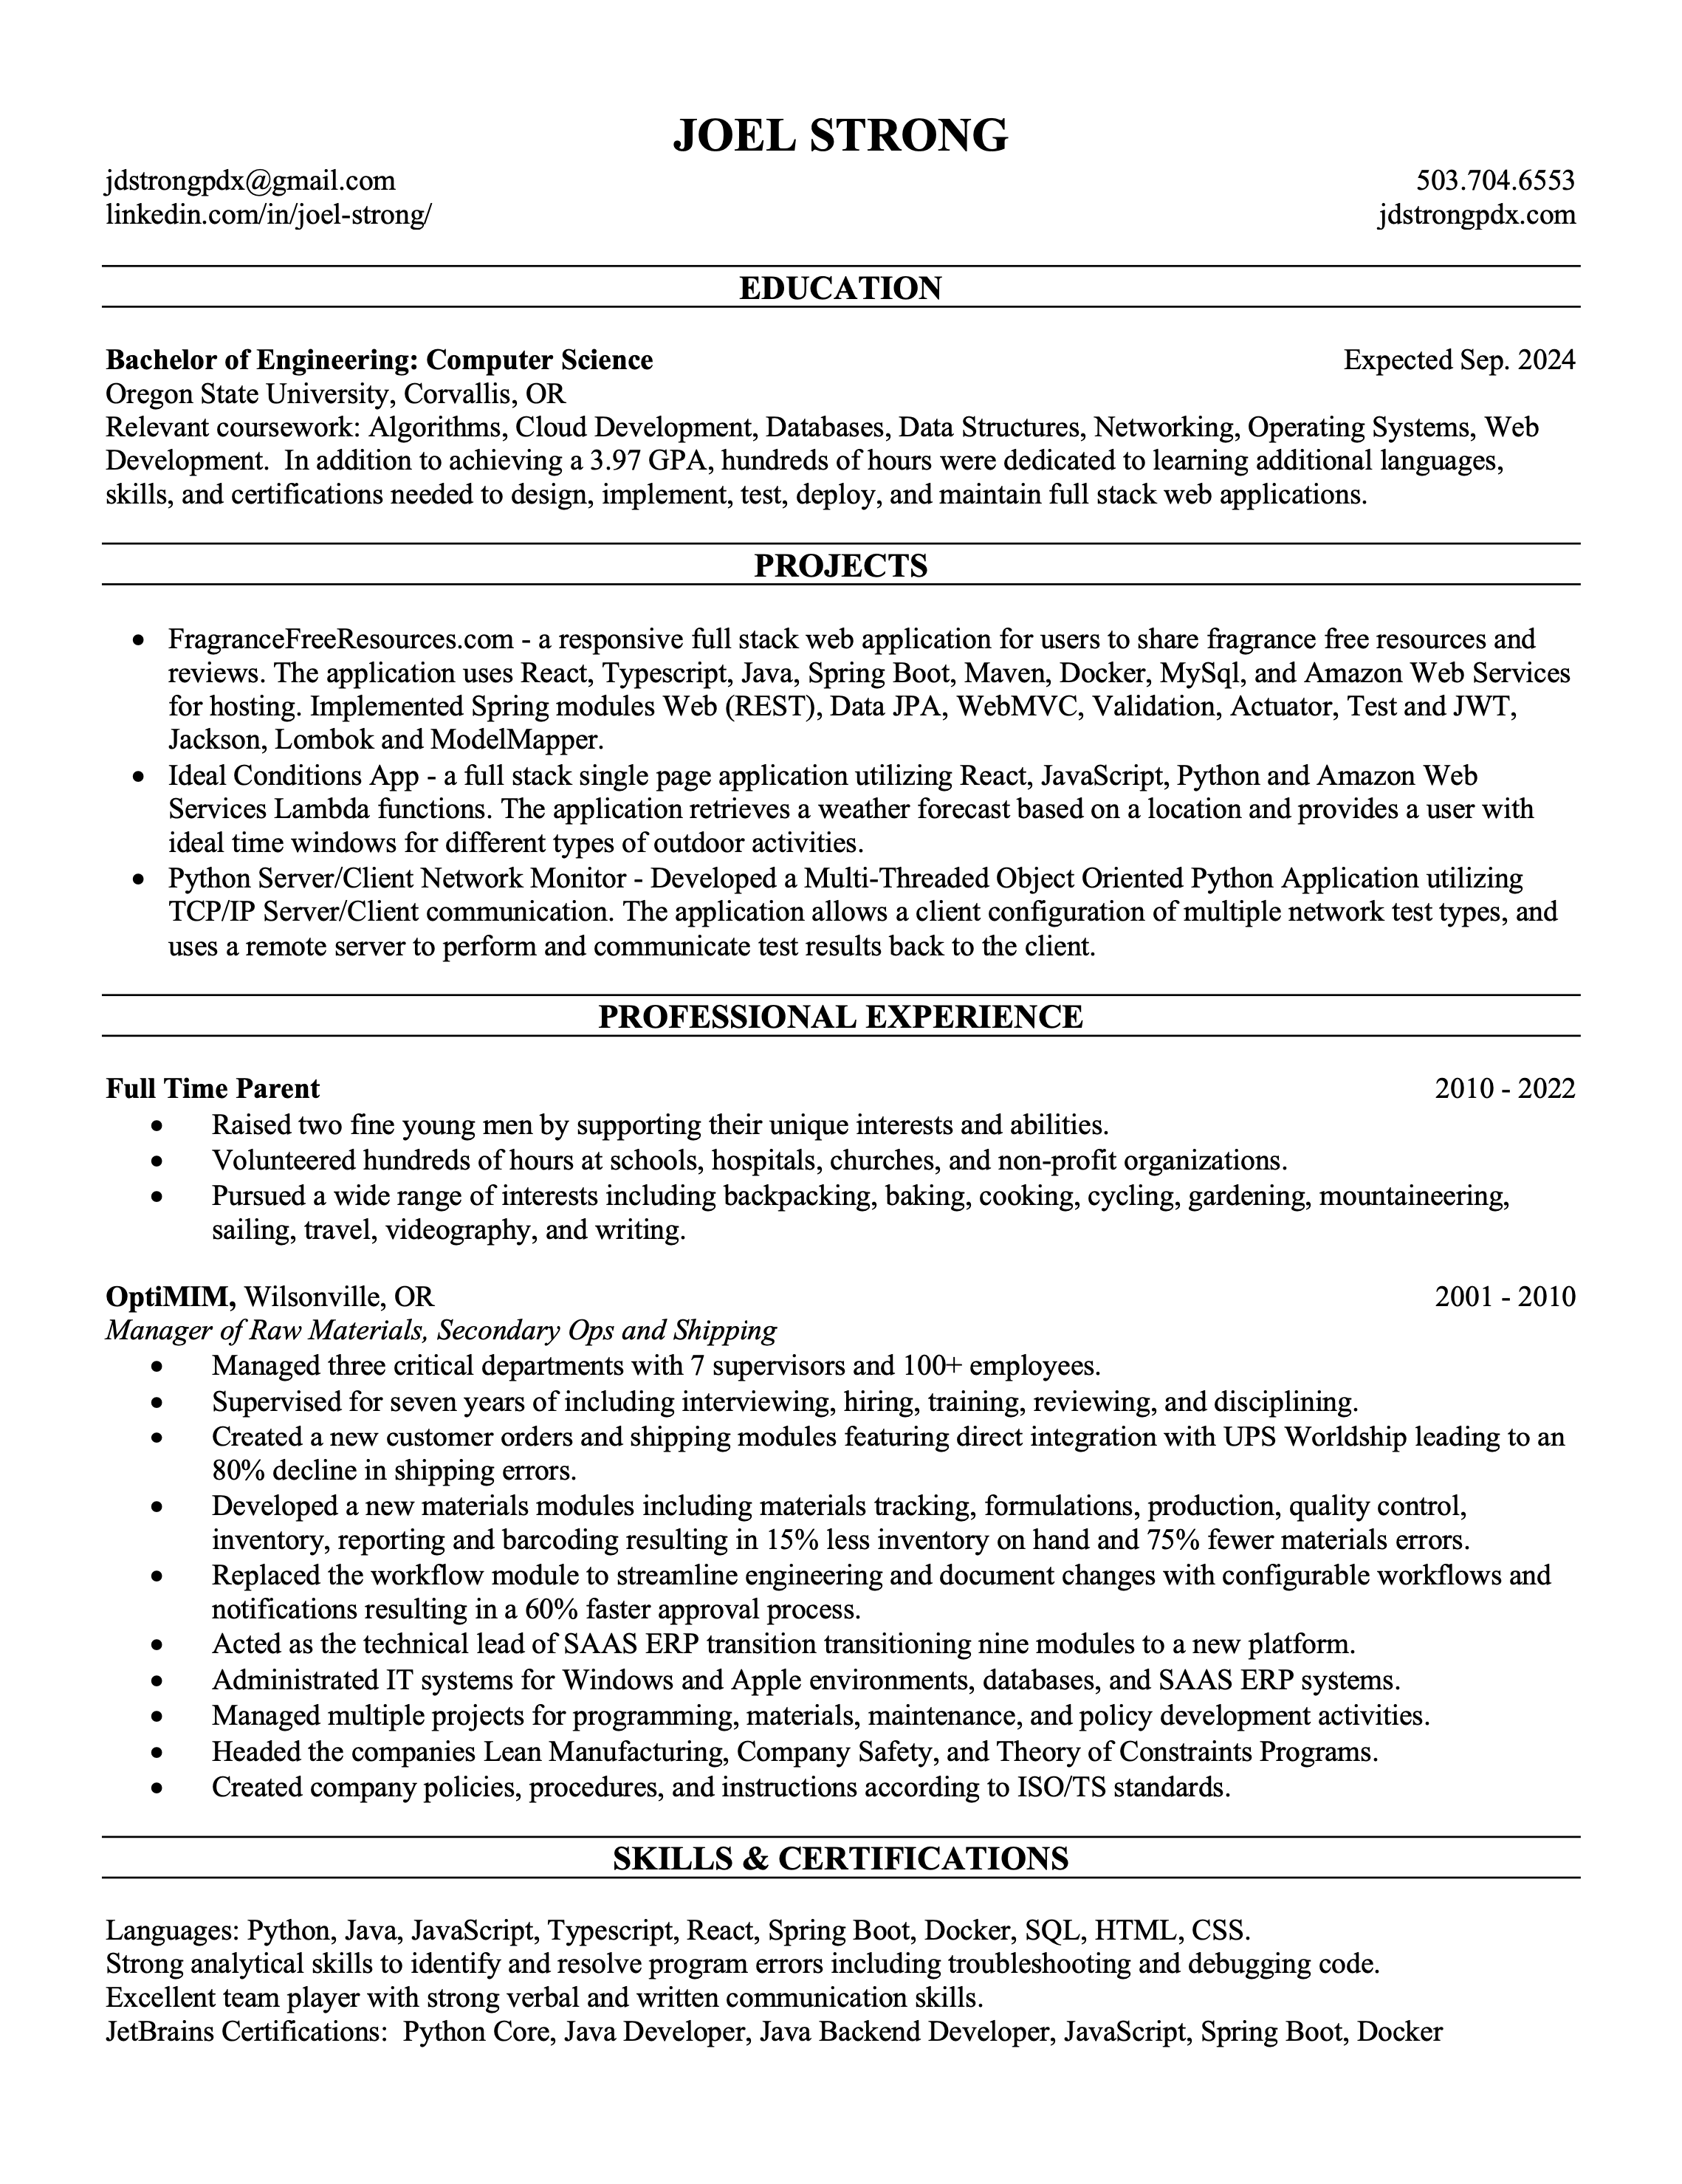 JOEL STRONG
jdstrongpdx@gmail.com 503.704.6553
linkedin.com/in/joel-strong/ jdstrongpdx.com
EDUCATION
Bachelor of Engineering: Computer Science Expected Sep. 2024
Oregon State University, Corvallis, OR
Relevant coursework: Algorithms, Cloud Development, Databases, Data Structures, Networking, Operating Systems, Web
Development.  In addition to achieving a 3.97 GPA, hundreds of hours were dedicated to learning additional languages,
skills, and certifications needed to design, implement, test, deploy, and maintain full stack web applications.
PROJECTS
• FragranceFreeResources.com - a responsive full stack web application for users to share fragrance free resources and
reviews. The application uses React, Typescript, Java, Spring Boot, Maven, Docker, MySql, and Amazon Web Services
for hosting. Implemented Spring modules Web (REST), Data JPA, WebMVC, Validation, Actuator, Test and JWT,
Jackson, Lombok and ModelMapper.
• Ideal Conditions App - a full stack single page application utilizing React, JavaScript, Python and Amazon Web
Services Lambda functions. The application retrieves a weather forecast based on a location and provides a user with
ideal time windows for different types of outdoor activities.
• Python Server/Client Network Monitor - Developed a Multi-Threaded Object Oriented Python Application utilizing
TCP/IP Server/Client communication. The application allows a client configuration of multiple network test types, and
uses a remote server to perform and communicate test results back to the client.
PROFESSIONAL EXPERIENCE
Full Time Parent 2010 - 2022
• Raised two fine young men by supporting their unique interests and abilities.
• Volunteered hundreds of hours at schools, hospitals, churches, and non-profit organizations.
• Pursued a wide range of interests including backpacking, baking, cooking, cycling, gardening, mountaineering,
sailing, travel, videography, and writing.
OptiMIM, Wilsonville, OR 2001 - 2010
Manager of Raw Materials, Secondary Ops and Shipping
• Managed three critical departments with 7 supervisors and 100+ employees.
• Supervised for seven years of including interviewing, hiring, training, reviewing, and disciplining.
• Created a new customer orders and shipping modules featuring direct integration with UPS Worldship leading to an
80% decline in shipping errors.
• Developed a new materials modules including materials tracking, formulations, production, quality control,
inventory, reporting and barcoding resulting in 15% less inventory on hand and 75% fewer materials errors.
• Replaced the workflow module to streamline engineering and document changes with configurable workflows and
notifications resulting in a 60% faster approval process.
• Acted as the technical lead of SAAS ERP transition transitioning nine modules to a new platform.
• Administrated IT systems for Windows and Apple environments, databases, and SAAS ERP systems.
• Managed multiple projects for programming, materials, maintenance, and policy development activities.
• Headed the companies Lean Manufacturing, Company Safety, and Theory of Constraints Programs.
• Created company policies, procedures, and instructions according to ISO/TS standards.
SKILLS & CERTIFICATIONS
Languages: Python, Java, JavaScript, Typescript, React, Spring Boot, Docker, SQL, HTML, CSS.
Strong analytical skills to identify and resolve program errors including troubleshooting and debugging code.
Excellent team player with strong verbal and written communication skills.
JetBrains Certifications:  Python Core, Java Developer, Java Backend Developer, JavaScript, Spring Boot, Docker